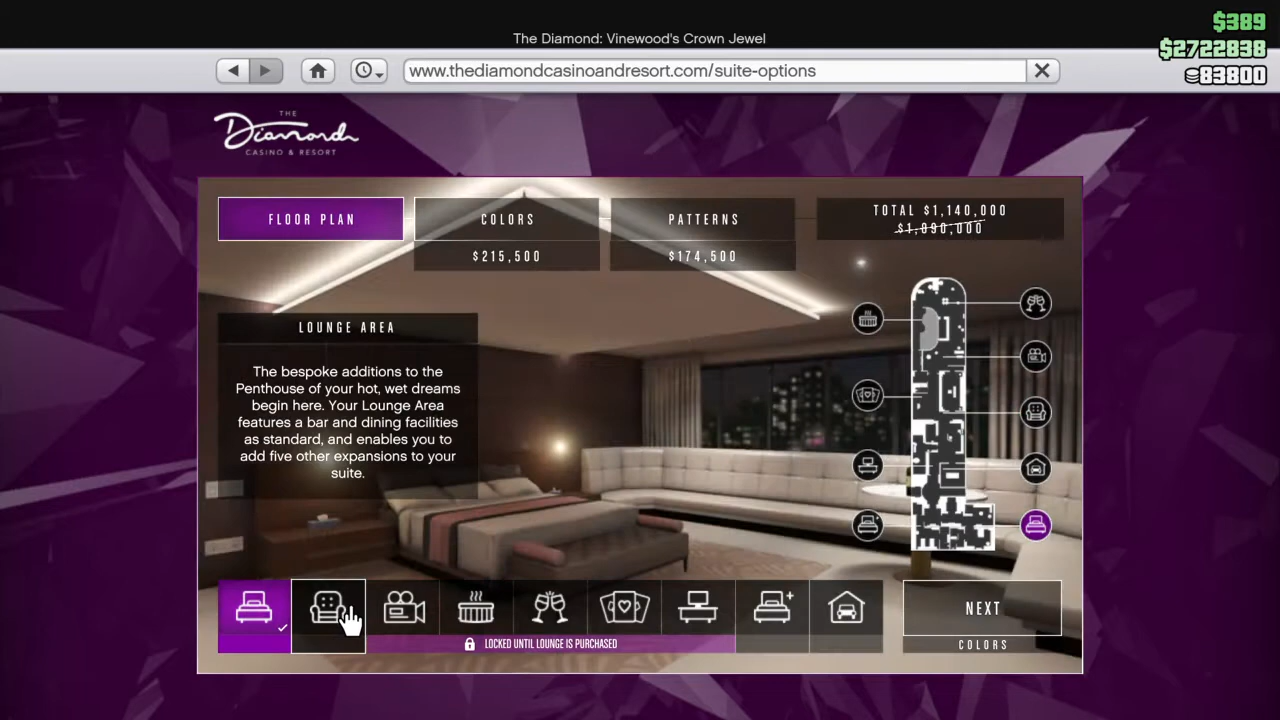 $389
The Diamond: Vinewood's Crown Jewel
$2722838
www.thediamondcasinoandresort.com/suite-options
83800
THE
Diamond
CASINO & RESORT
FLOOR PLAN
COLORS
PATTERNS
TOTAL $1,140,000
$1,090,000
$215,500
$174,500
LOUNGE AREA
The bespoke additions to the
Penthouse of your hot, wet dreams
begin here. Your Lounge Area
features a bar and dining facilities
as standard, and enables you to
add five other expansions to your
suite.
NEXT
LOCKED UNTIL LOUNGE IS PURCHASED
COLORS